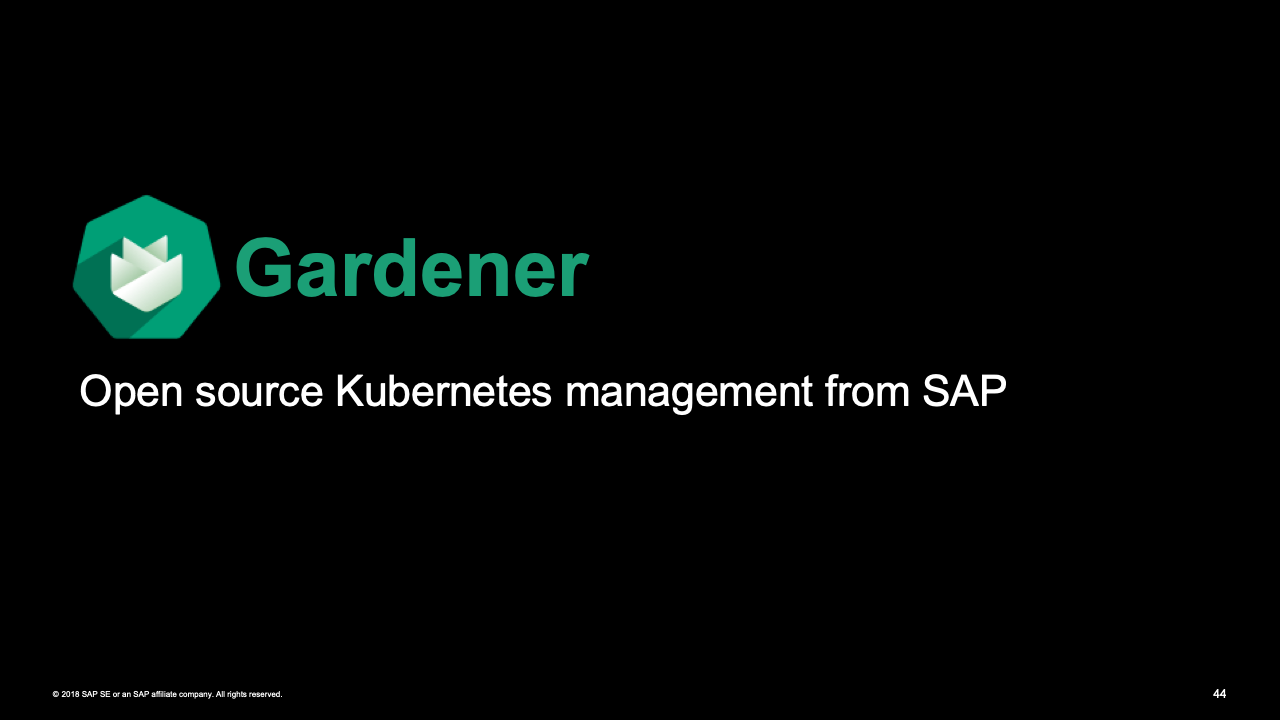 Gardener
Open source Kubernetes management from SAP
© 2018 SAP SE or an SAP affiliate company. All rights reserved.
44